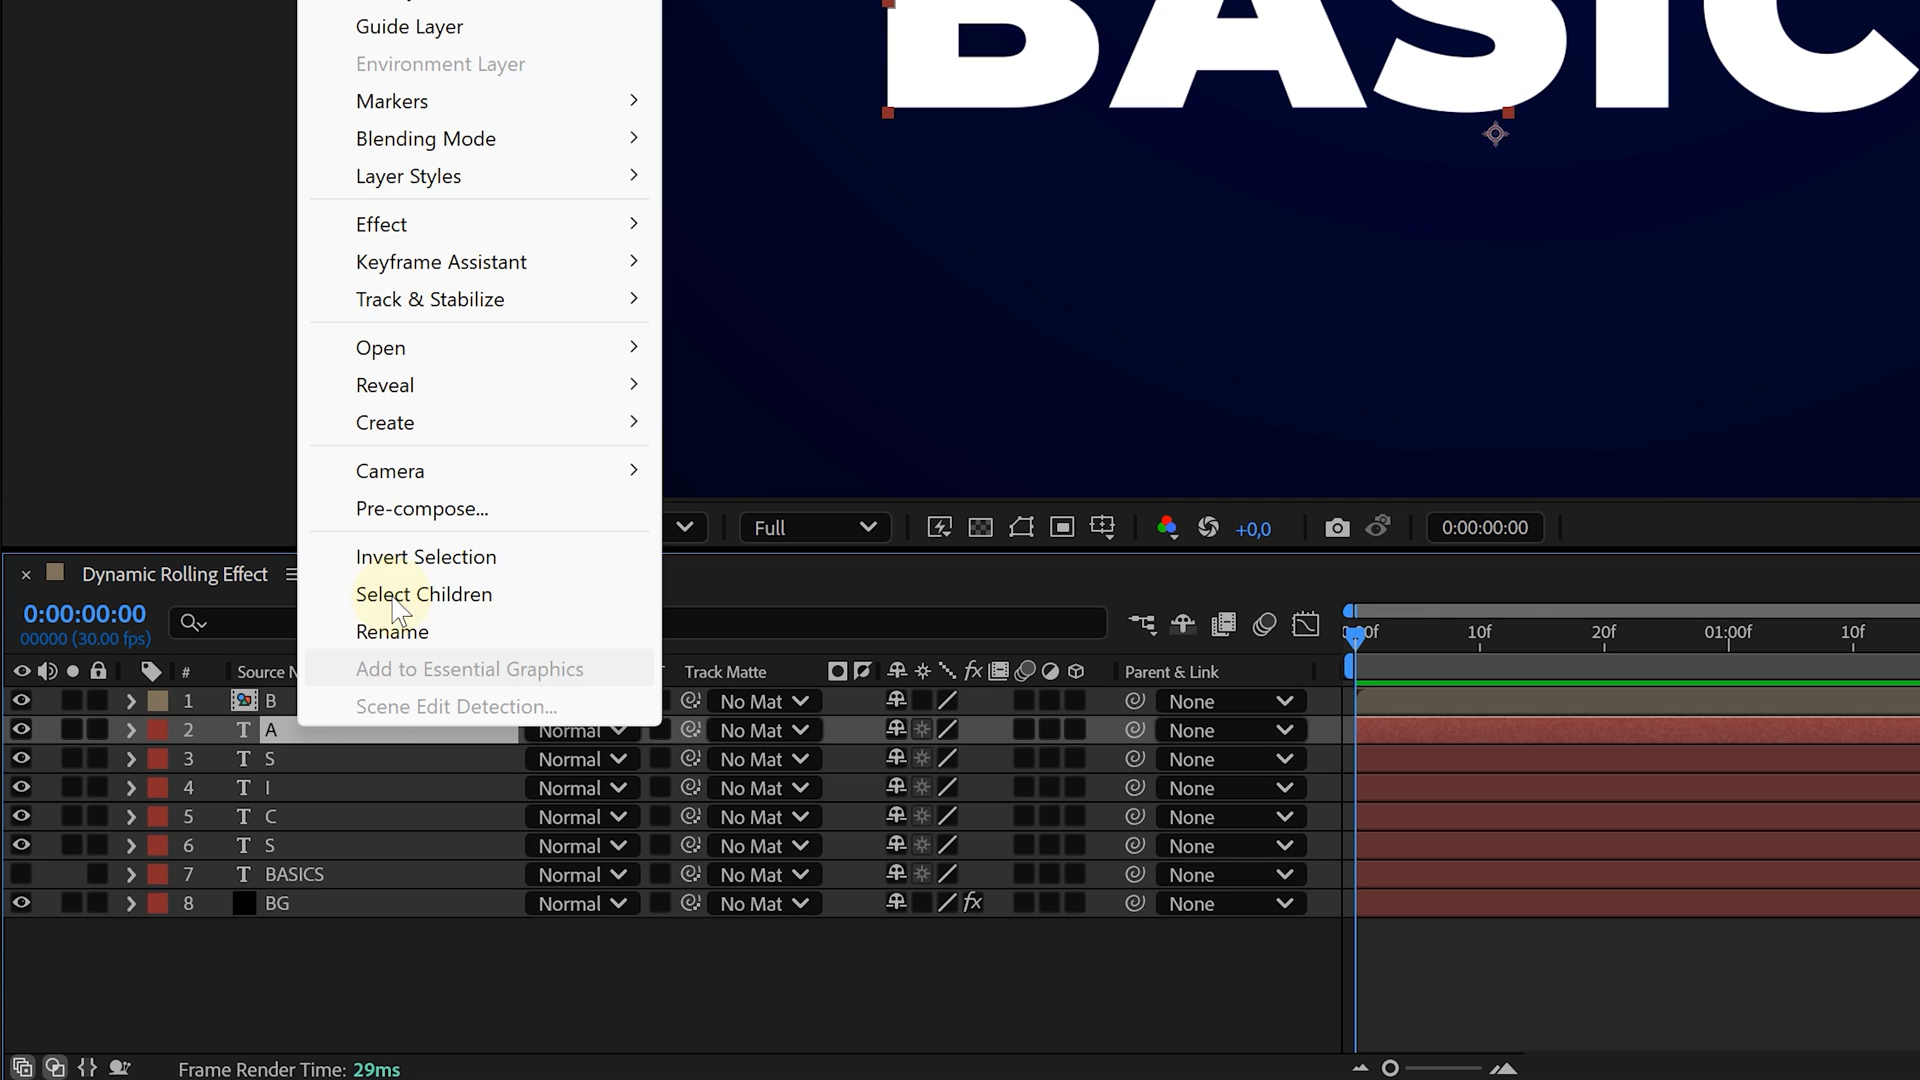 BASIC
Guide Layer
Environment Layer
Markers
Blending Mode
Layer Styles
Effect
Keyframe Assistant
Track & Stabilize
Open
Reveal
Create
Camera
Pre-compose...
Invert Selection
Select Children
Rename
Add to Essential Graphics
Scene Edit Detection...
Full
+0,0
0:00:00:00
Dynamic Rolling Effect
0:00:00:00
00000 (30.00 fps)
10f 20f 01:00f 10f
# Source N Track Matte fx Parent & Link
1 B No Mat None
2 T A Normal No Mat None
3 T S Normal No Mat None
4 T I Normal No Mat None
5 T C Normal No Mat None
6 T S Normal No Mat None
7 T BASICS Normal No Mat None
8 BG Normal No Mat fx None
Frame Render Time: 29ms